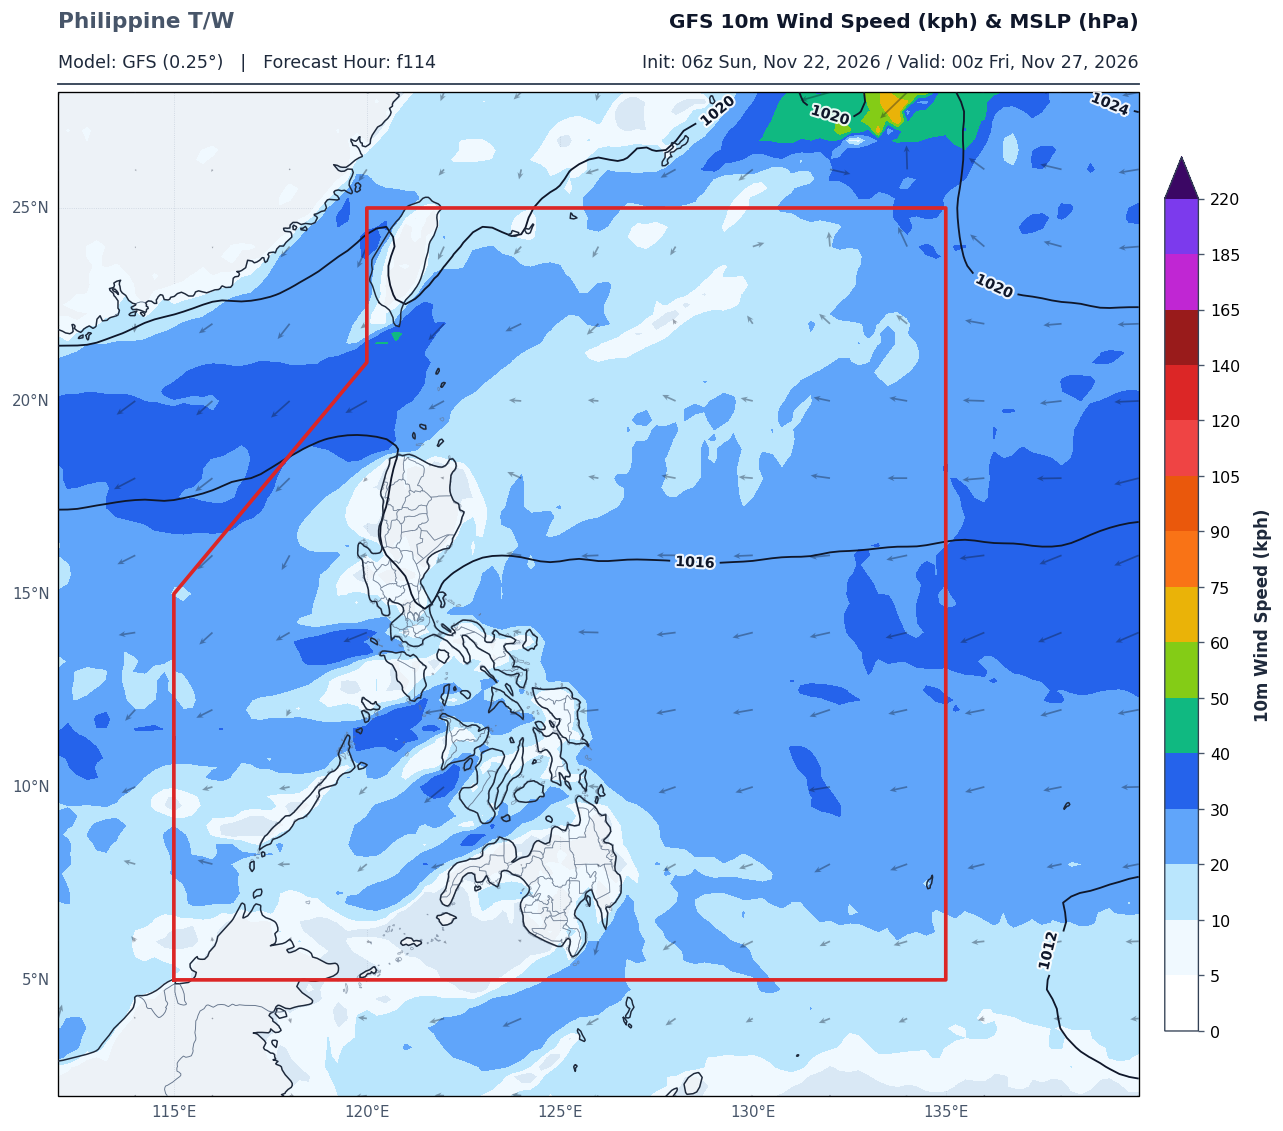 Philippine T/W
GFS 10m Wind Speed (kph) & MSLP (hPa)
Model: GFS (0.25°)   |   Forecast Hour: f114
Init: 06z Sun, Nov 22, 2026 / Valid: 00z Fri, Nov 27, 2026
1020
1020
1024
1020
1016
1012
25°N
20°N
15°N
10°N
5°N
115°E
120°E
125°E
130°E
135°E
220
185
165
140
120
105
90
75
60
50
40
30
20
10
5
0
10m Wind Speed (kph)